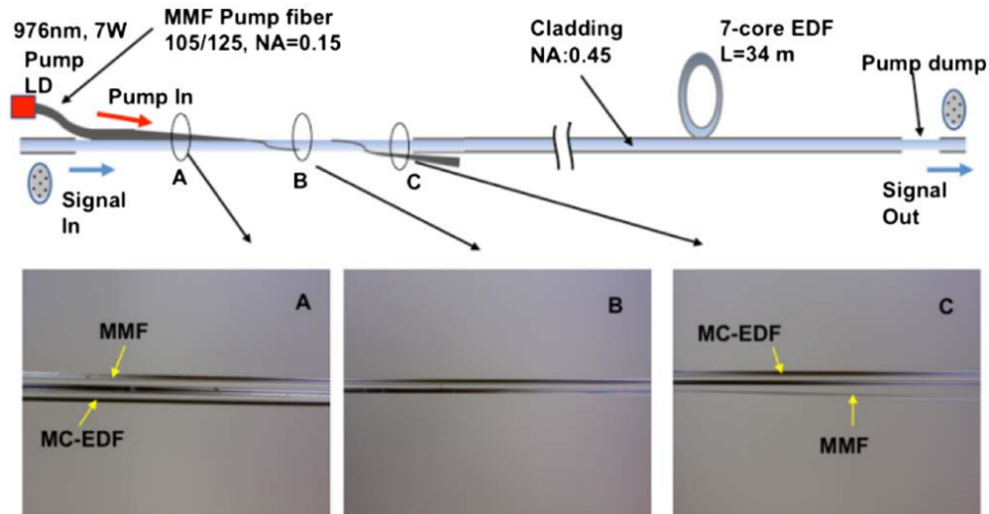 976nm, 7W
Pump
LD
MMF Pump fiber
105/125, NA=0.15
Pump In
Cladding
NA:0.45
7-core EDF
L=34 m
Pump dump
A
B
C
Signal
In
Signal
Out
A
MMF
MC-EDF
B
C
MC-EDF
MMF